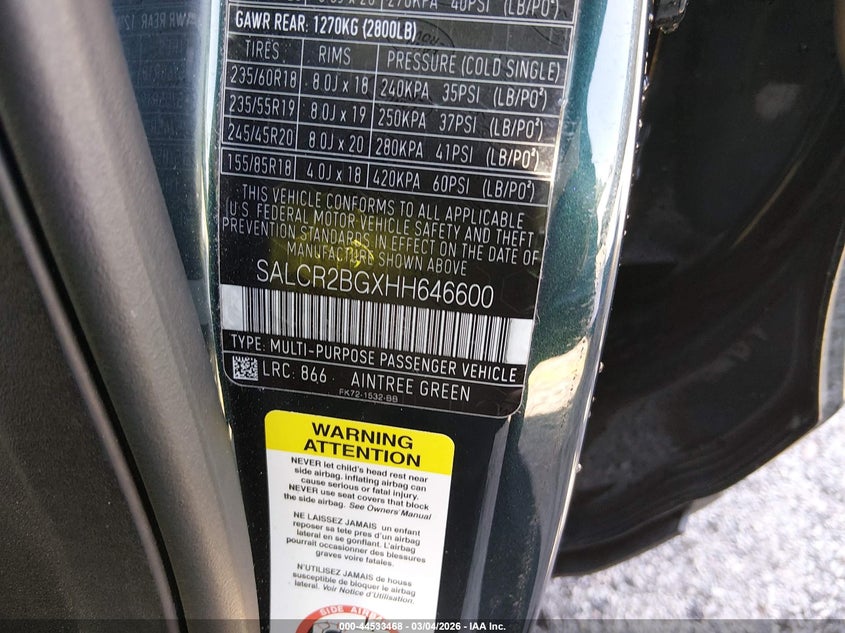 270KPA 40PSI (LB/PO²)
GAWR REAR: 1270KG (2800LB)
TIRES RIMS PRESSURE (COLD SINGLE)
235/60R18 8.0J x 18 240KPA 35PSI (LB/PO²)
235/55R19 8.0J x 19 250KPA 37PSI (LB/PO²)
245/45R20 8.0J x 20 280KPA 41PSI (LB/PO²)
155/85R18 4.0J x 18 420KPA 60PSI (LB/PO²)
THIS VEHICLE CONFORMS TO ALL APPLICABLE
U.S. FEDERAL MOTOR VEHICLE SAFETY AND THEFT
PREVENTION STANDARDS IN EFFECT ON THE DATE OF
MANUFACTURE SHOWN ABOVE
SALCR2BGXHH646600
TYPE: MULTI-PURPOSE PASSENGER VEHICLE
LRC: 866 AINTREE GREEN
FK72-1532-BB
WARNING
ATTENTION
NEVER let child's head rest near
side airbag, inflating airbag can
cause serious or fatal injury.
NEVER use seat covers that block
the side airbag. See Owners' Manual
NE LAISSEZ JAMAIS un enfant
reposer sa tete pres d'un airbag
lateral en se gonflant. L'airbag
pourrait occasionner des blessures
graves voire fatales.
N'UTILISEZ JAMAIS de houss
susceptible de bloquer le airbag
lateral. Voir Notice d'Utilisation.
SIDE AIRBAG
000-44533468 - 03/04/2026 - © IAA Inc.